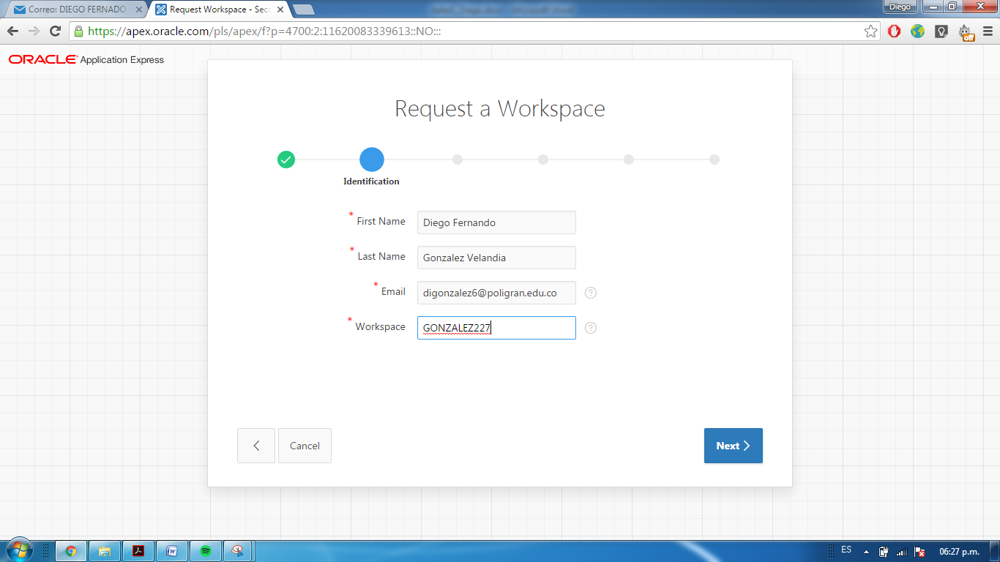 Correo: DIEGO FERNADO
Request Workspace - Sec
Diego
https://apex.oracle.com/pls/apex/f?p=4700:2:11620083339613::NO:::
off
ORACLE Application Express
Request a Workspace
Identification
* First Name Diego Fernando
* Last Name Gonzalez Velandia
* Email digonzalez6@poligran.edu.co ?
* Workspace GONZALEZ227 ?
Cancel
Next
ES
06:27 p.m.